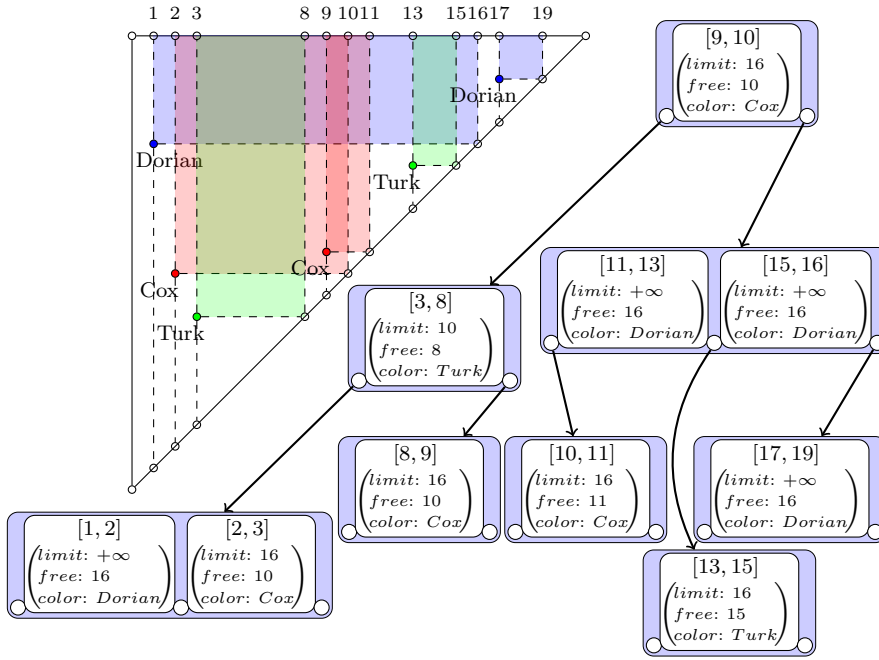 1 2 3 8 9 10 11 13 15 16 17 19
Dorian
Dorian
Turk
Cox
Cox
Turk
[9, 10]
limit: 16
free: 10
color: Cox
[11, 13]
limit: +∞
free: 16
color: Dorian
[15, 16]
limit: +∞
free: 16
color: Dorian
[3, 8]
limit: 10
free: 8
color: Turk
[8, 9]
limit: 16
free: 10
color: Cox
[10, 11]
limit: 16
free: 11
color: Cox
[17, 19]
limit: +∞
free: 16
color: Dorian
[1, 2]
limit: +∞
free: 16
color: Dorian
[2, 3]
limit: 16
free: 10
color: Cox
[13, 15]
limit: 16
free: 15
color: Turk